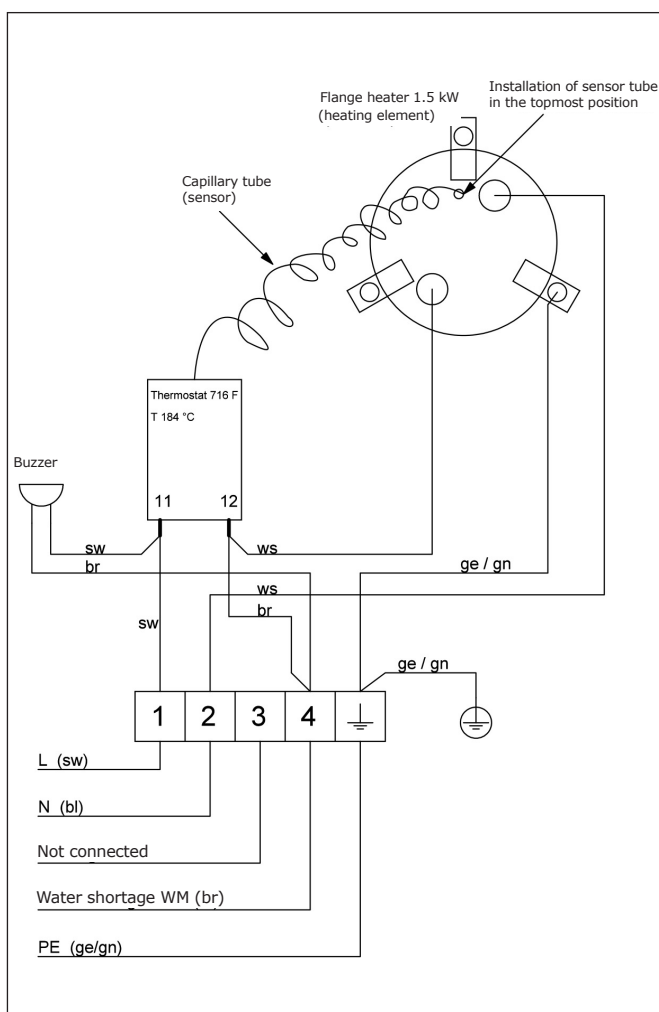 Installation of sensor tube
in the topmost position
Flange heater 1.5 kW
(heating element)
Capillary tube
(sensor)
Thermostat 716 F
T 184 °C
Buzzer
11 12
sw ws
br ge / gn
ws
br
sw
ge / gn
1 2 3 4
L (sw)
N (bl)
Not connected
Water shortage WM (br)
PE (ge/gn)